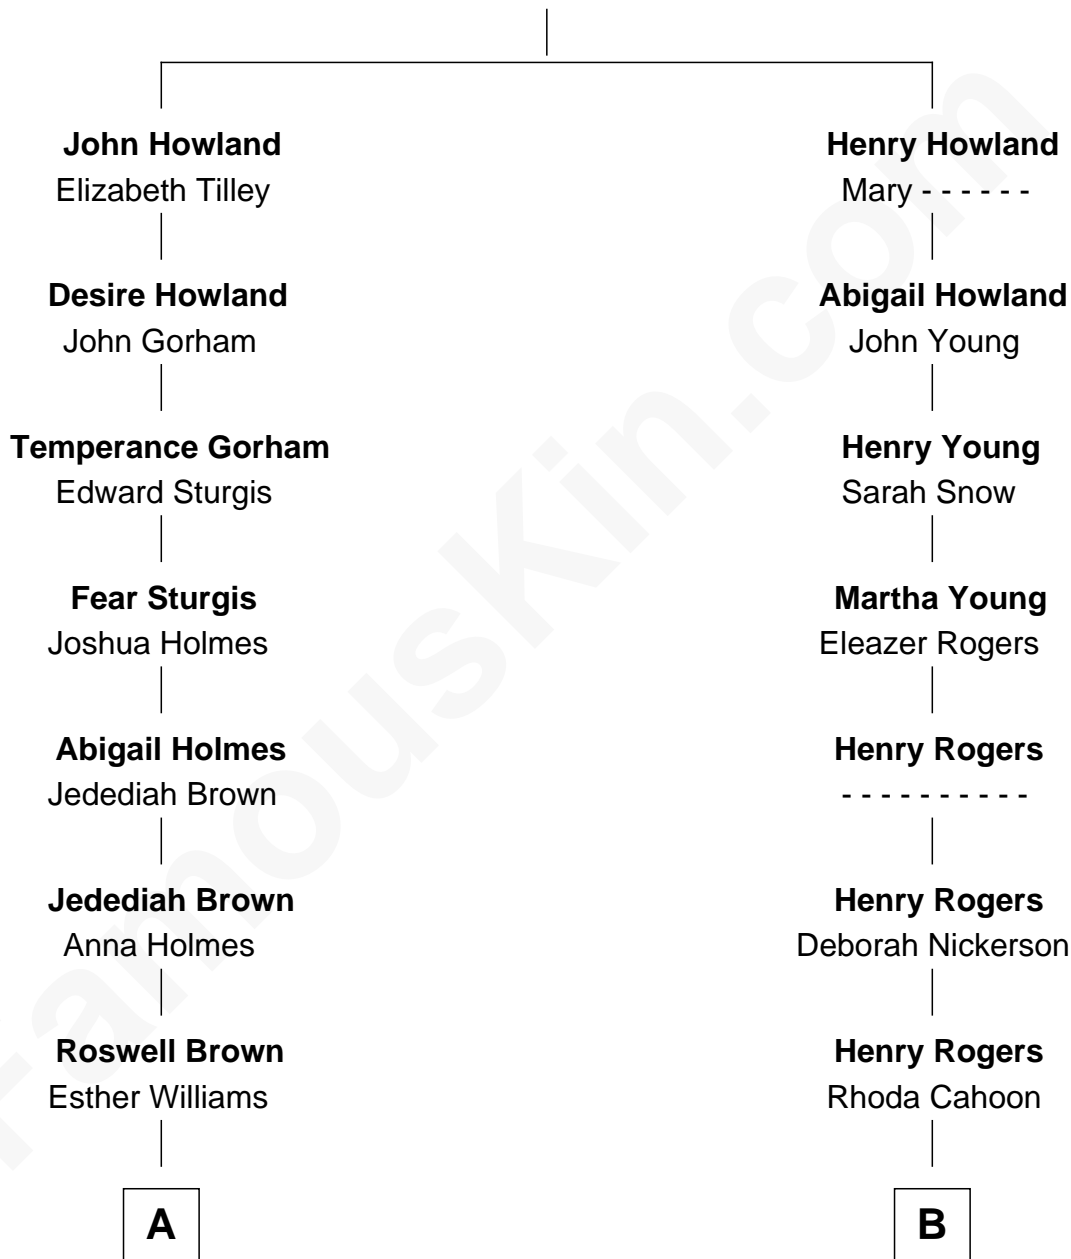 John Howland
Elizabeth Tilley
Desire Howland
John Gorham
Temperance Gorham
Edward Sturgis
Fear Sturgis
Joshua Holmes
Abigail Holmes
Jedediah Brown
Jedediah Brown
Anna Holmes
Roswell Brown
Esther Williams
A
Henry Howland
Mary - - - - - -
Abigail Howland
John Young
Henry Young
Sarah Snow
Martha Young
Eleazer Rogers
Henry Rogers
- - - - - - - - - -
Henry Rogers
Deborah Nickerson
Henry Rogers
Rhoda Cahoon
B
FamousKin.com